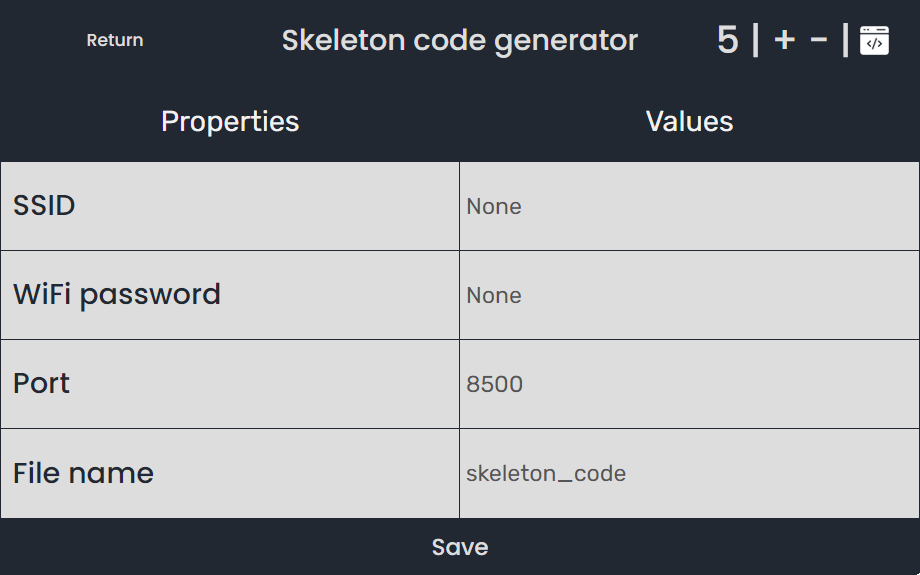 Return Skeleton code generator 5 | + - | </>
Properties Values
SSID None
WiFi password None
Port 8500
File name skeleton_code
Save